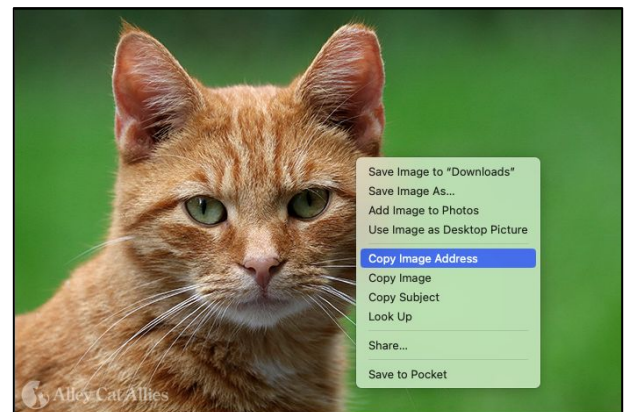 Save Image to “Downloads”
Save Image As...
Add Image to Photos
Use Image as Desktop Picture
Copy Image Address
Copy Image
Copy Subject
Look Up
Share...
Save to Pocket
Alley Cat Allies